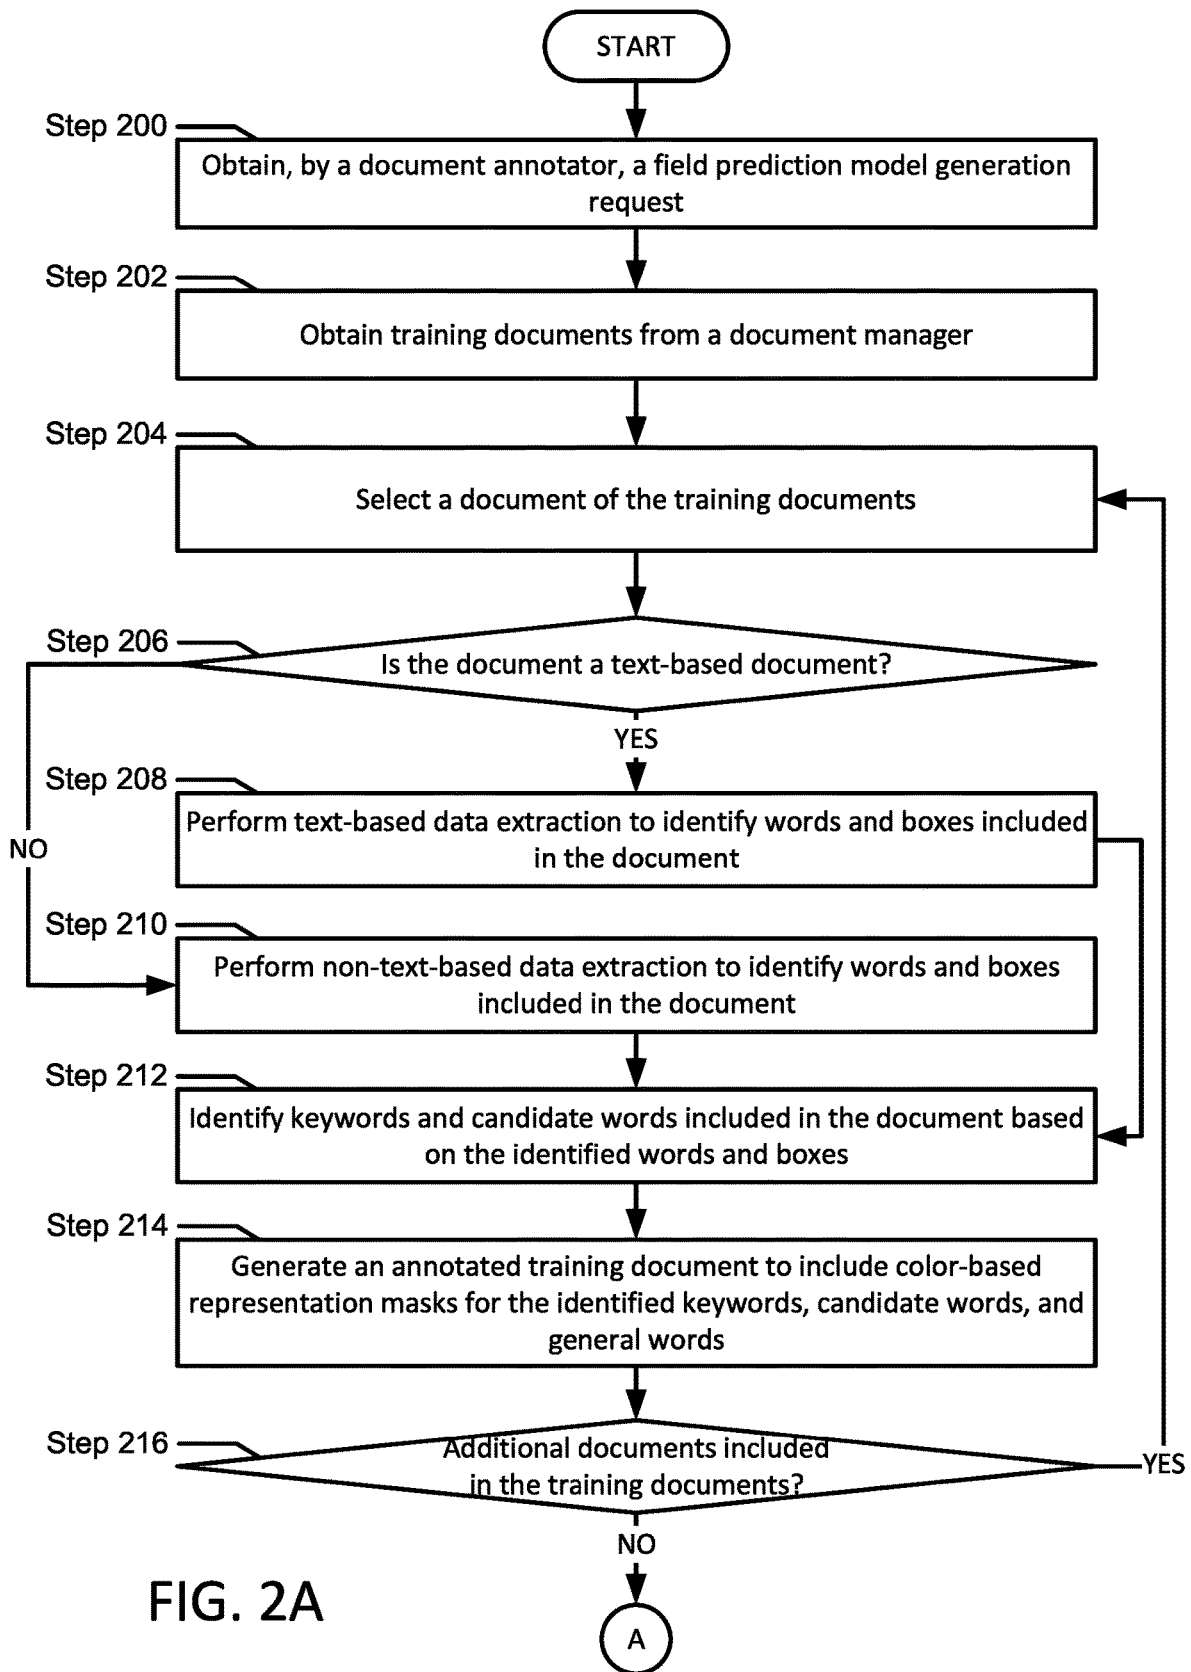 START
Step 200
Obtain, by a document annotator, a field prediction model generation
request
Step 202
Obtain training documents from a document manager
Step 204
Select a document of the training documents
Step 206
Is the document a text-based document?
YES
Step 208
Perform text-based data extraction to identify words and boxes included
in the document
NO
Step 210
Perform non-text-based data extraction to identify words and boxes
included in the document
Step 212
Identify keywords and candidate words included in the document based
on the identified words and boxes
Step 214
Generate an annotated training document to include color-based
representation masks for the identified keywords, candidate words, and
general words
Step 216
Additional documents included
in the training documents?
YES
NO
FIG. 2A
A